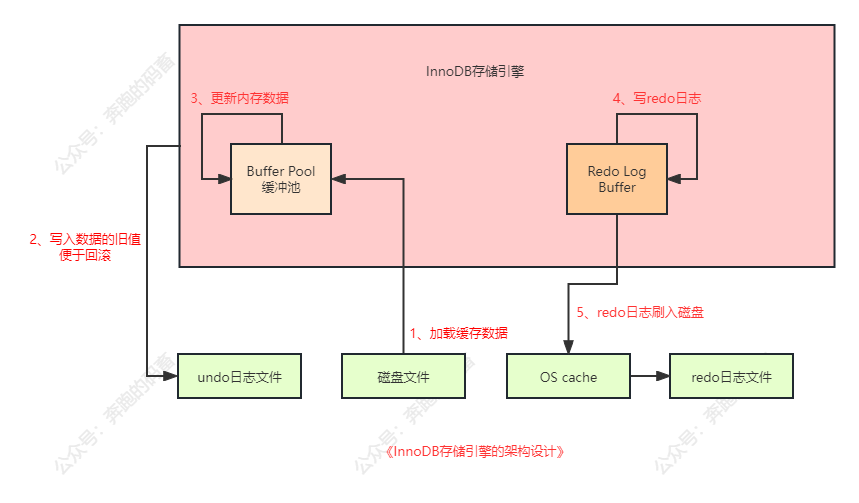 InnoDB存储引擎
3、更新内存数据
4、写redo日志
Buffer Pool
缓冲池
Redo Log
Buffer
2、写入数据的旧值
便于回滚
5、redo日志刷入磁盘
1、加载缓存数据
undo日志文件
磁盘文件
OS cache
redo日志文件
《InnoDB存储引擎的架构设计》
公众号：奔跑的码畜
公众号：奔跑的码畜
公众号：奔跑的码畜
公众号：奔跑的码畜